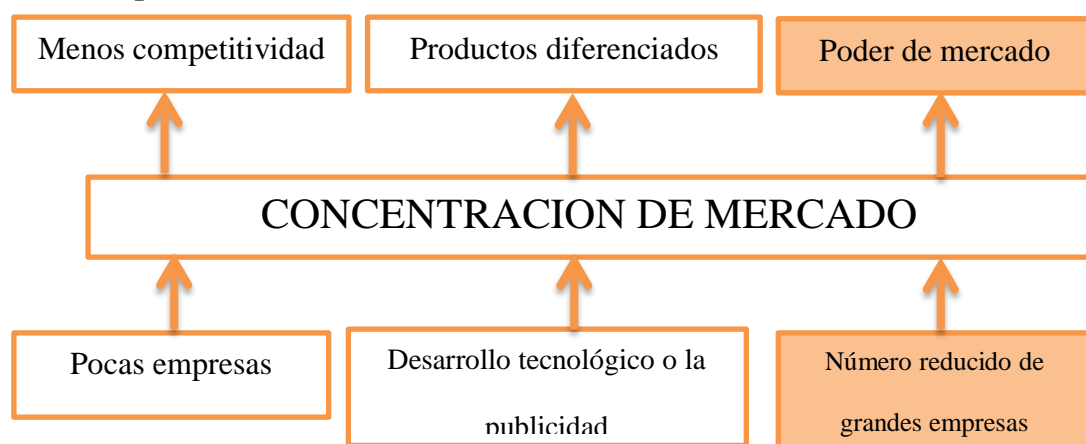 Menos competitividad
Productos diferenciados
Poder de mercado
CONCENTRACION DE MERCADO
Pocas empresas
Desarrollo tecnológico o la
publicidad
Número reducido de
grandes empresas